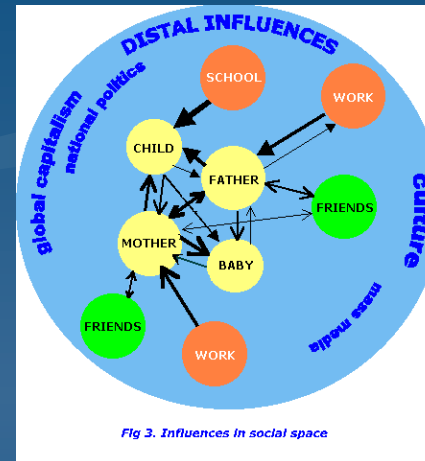 DISTAL INFLUENCES
global capitalism
national politics
SCHOOL
WORK
CHILD
FATHER
culture
FRIENDS
MOTHER
BABY
mass media
FRIENDS
WORK
Fig 3. Influences in social space